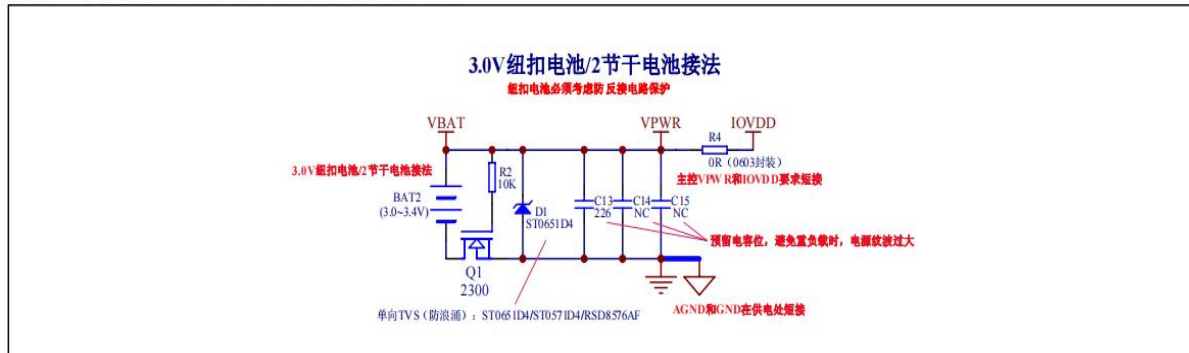 3.0V纽扣电池/2节干电池接法
纽扣电池必须考虑防反接电路保护
VBAT
VPWR
IOVDD
R4
0R（0603封装）
3.0V纽扣电池/2节干电池接法
R2
10K
主控VPWR和IOVDD要求短接
BAT2
(3.0~3.4V)
D1
ST0651D4
C13
226
C14
NC
C15
NC
预留电容位，避免重负载时，电源纹波过大
Q1
2300
AGND和GND在供电处短接
单向TVS（防浪涌）：ST0651D4/ST0571D4/RSD8576AF